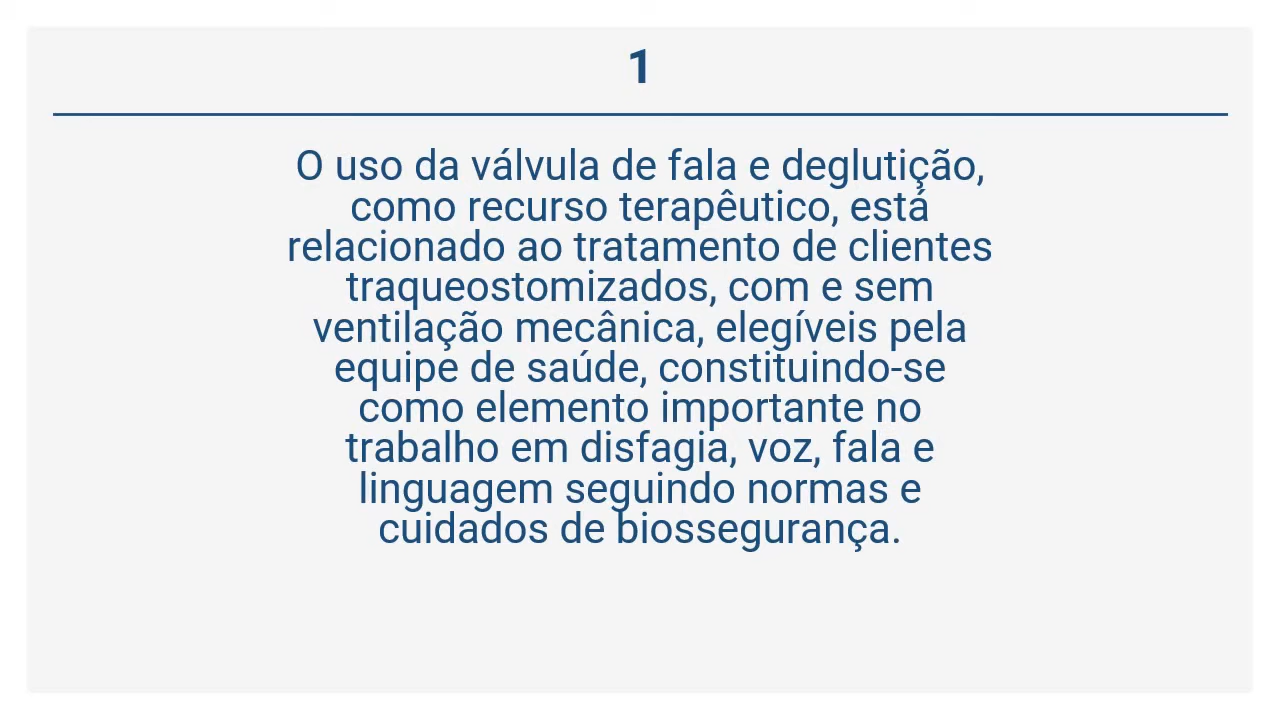 1
O uso da válvula de fala e deglutição,
como recurso terapêutico, está
relacionado ao tratamento de clientes
traqueostomizados, com e sem
ventilação mecânica, elegíveis pela
equipe de saúde, constituindo-se
como elemento importante no
trabalho em disfagia, voz, fala e
linguagem seguindo normas e
cuidados de biossegurança.